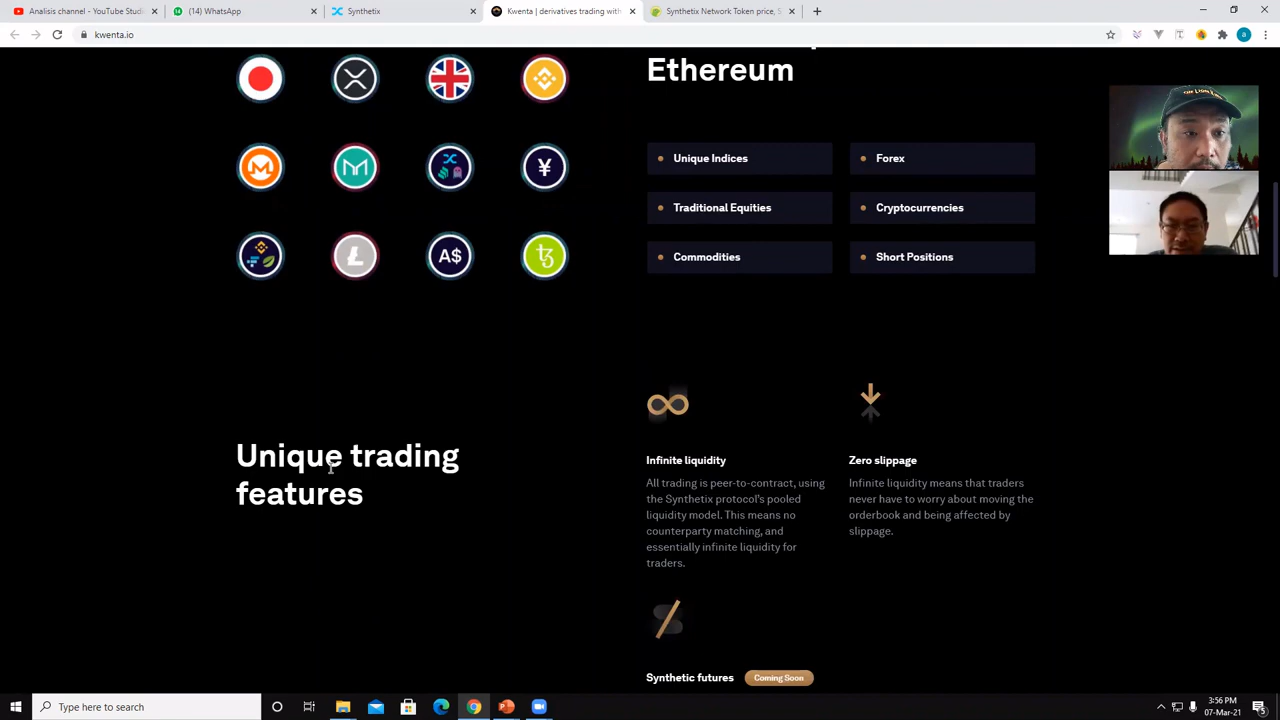 Analisis channel - YouTube Studi
(14) WhatsApp
Synthetix
Kwenta | derivatives trading with
Synthetix Network Token price, S
kwenta.io
Ethereum
Unique Indices
Forex
Traditional Equities
Cryptocurrencies
Commodities
Short Positions
¥
A$
Unique trading
features
Infinite liquidity
All trading is peer-to-contract, using
the Synthetix protocol's pooled
liquidity model. This means no
counterparty matching, and
essentially infinite liquidity for
traders.
Zero slippage
Infinite liquidity means that traders
never have to worry about moving the
orderbook and being affected by
slippage.
Synthetic futures
Coming Soon
Type here to search
3:56 PM
07-Mar-21